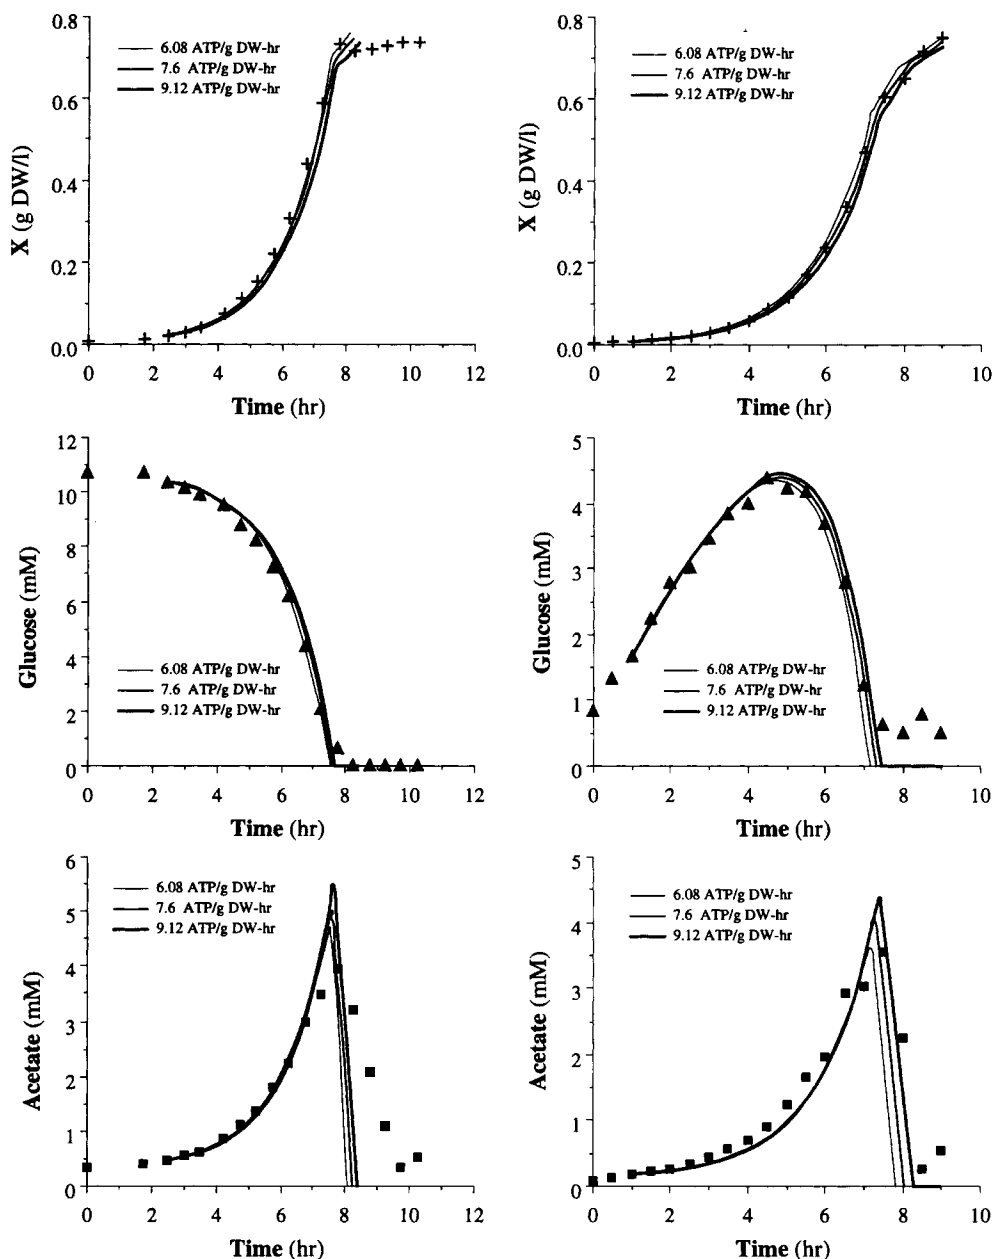 0.8
0.6
0.4
0.2
0.0
X (g DW/l)
6.08 ATP/g DW-hr
7.6 ATP/g DW-hr
9.12 ATP/g DW-hr
0 2 4 6 8 10 12
Time (hr)
0.8
0.6
0.4
0.2
0.0
X (g DW/l)
6.08 ATP/g DW-hr
7.6 ATP/g DW-hr
9.12 ATP/g DW-hr
0 2 4 6 8 10
Time (hr)
12
10
8
6
4
2
0
Glucose (mM)
6.08 ATP/g DW-hr
7.6 ATP/g DW-hr
9.12 ATP/g DW-hr
0 2 4 6 8 10 12
Time (hr)
5
4
3
2
1
0
Glucose (mM)
6.08 ATP/g DW-hr
7.6 ATP/g DW-hr
9.12 ATP/g DW-hr
0 2 4 6 8 10
Time (hr)
6
5
4
3
2
1
0
Acetate (mM)
6.08 ATP/g DW-hr
7.6 ATP/g DW-hr
9.12 ATP/g DW-hr
0 2 4 6 8 10 12
Time (hr)
5
4
3
2
1
0
Acetate (mM)
6.08 ATP/g DW-hr
7.6 ATP/g DW-hr
9.12 ATP/g DW-hr
0 2 4 6 8 10
Time (hr)